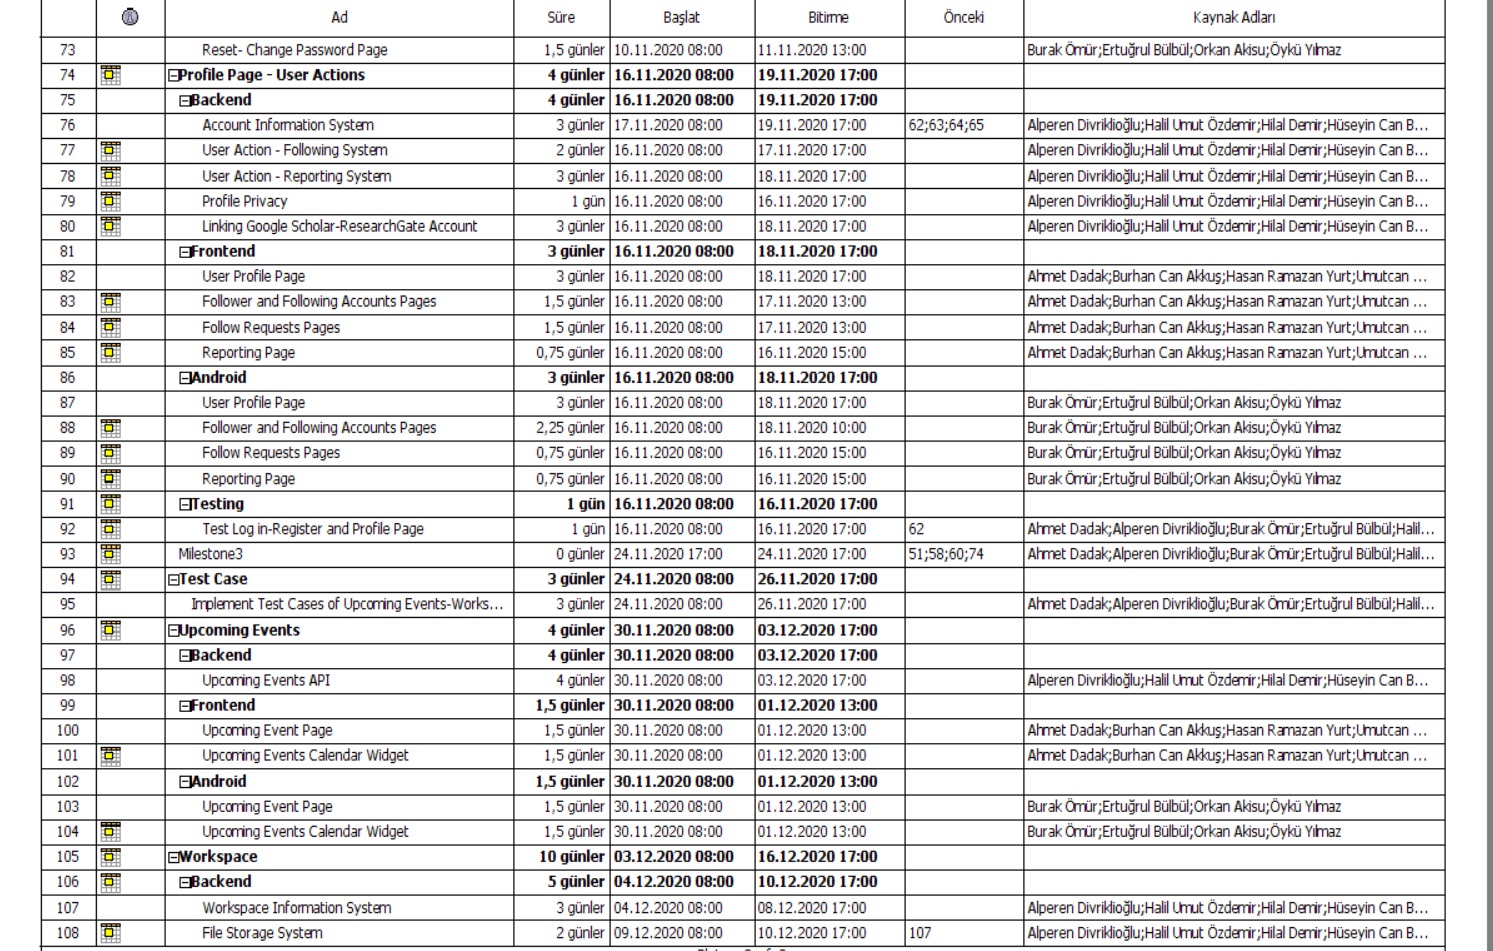 Ad Süre Başlat Bitirme Önceki Kaynak Adları
73 Reset- Change Password Page 1,5 günler 10.11.2020 08:00 11.11.2020 13:00 Burak Ömür;Ertuğrul Bülbül;Orkan Akisu;Öykü Yılmaz
74 Profile Page - User Actions 4 günler 16.11.2020 08:00 19.11.2020 17:00
75 Backend 4 günler 16.11.2020 08:00 19.11.2020 17:00
76 Account Information System 3 günler 17.11.2020 08:00 19.11.2020 17:00 62;63;64;65 Alperen Divriklioğlu;Halil Umut Özdemir;Hilal Demir;Hüseyin Can B...
77 User Action - Following System 2 günler 16.11.2020 08:00 17.11.2020 17:00 Alperen Divriklioğlu;Halil Umut Özdemir;Hilal Demir;Hüseyin Can B...
78 User Action - Reporting System 3 günler 16.11.2020 08:00 18.11.2020 17:00 Alperen Divriklioğlu;Halil Umut Özdemir;Hilal Demir;Hüseyin Can B...
79 Profile Privacy 1 gün 16.11.2020 08:00 16.11.2020 17:00 Alperen Divriklioğlu;Halil Umut Özdemir;Hilal Demir;Hüseyin Can B...
80 Linking Google Scholar-ResearchGate Account 3 günler 16.11.2020 08:00 18.11.2020 17:00 Alperen Divriklioğlu;Halil Umut Özdemir;Hilal Demir;Hüseyin Can B...
81 Frontend 3 günler 16.11.2020 08:00 18.11.2020 17:00
82 User Profile Page 3 günler 16.11.2020 08:00 18.11.2020 17:00 Ahmet Dadak;Burhan Can Akkuş;Hasan Ramazan Yurt;Umutcan ...
83 Follower and Following Accounts Pages 1,5 günler 16.11.2020 08:00 17.11.2020 13:00 Ahmet Dadak;Burhan Can Akkuş;Hasan Ramazan Yurt;Umutcan ...
84 Follow Requests Pages 1,5 günler 16.11.2020 08:00 17.11.2020 13:00 Ahmet Dadak;Burhan Can Akkuş;Hasan Ramazan Yurt;Umutcan ...
85 Reporting Page 0,75 günler 16.11.2020 08:00 16.11.2020 15:00 Ahmet Dadak;Burhan Can Akkuş;Hasan Ramazan Yurt;Umutcan ...
86 Android 3 günler 16.11.2020 08:00 18.11.2020 17:00
87 User Profile Page 3 günler 16.11.2020 08:00 18.11.2020 17:00 Burak Ömür;Ertuğrul Bülbül;Orkan Akisu;Öykü Yılmaz
88 Follower and Following Accounts Pages 2,25 günler 16.11.2020 08:00 18.11.2020 10:00 Burak Ömür;Ertuğrul Bülbül;Orkan Akisu;Öykü Yılmaz
89 Follow Requests Pages 0,75 günler 16.11.2020 08:00 16.11.2020 15:00 Burak Ömür;Ertuğrul Bülbül;Orkan Akisu;Öykü Yılmaz
90 Reporting Page 0,75 günler 16.11.2020 08:00 16.11.2020 15:00 Burak Ömür;Ertuğrul Bülbül;Orkan Akisu;Öykü Yılmaz
91 Testing 1 gün 16.11.2020 08:00 16.11.2020 17:00
92 Test Log in-Register and Profile Page 1 gün 16.11.2020 08:00 16.11.2020 17:00 62 Ahmet Dadak;Alperen Divriklioğlu;Burak Ömür;Ertuğrul Bülbül;Halil...
93 Milestone3 0 günler 24.11.2020 17:00 24.11.2020 17:00 51;58;60;74 Ahmet Dadak;Alperen Divriklioğlu;Burak Ömür;Ertuğrul Bülbül;Halil...
94 Test Case 3 günler 24.11.2020 08:00 26.11.2020 17:00
95 Implement Test Cases of Upcoming Events-Works... 3 günler 24.11.2020 08:00 26.11.2020 17:00 Ahmet Dadak;Alperen Divriklioğlu;Burak Ömür;Ertuğrul Bülbül;Halil...
96 Upcoming Events 4 günler 30.11.2020 08:00 03.12.2020 17:00
97 Backend 4 günler 30.11.2020 08:00 03.12.2020 17:00
98 Upcoming Events API 4 günler 30.11.2020 08:00 03.12.2020 17:00 Alperen Divriklioğlu;Halil Umut Özdemir;Hilal Demir;Hüseyin Can B...
99 Frontend 1,5 günler 30.11.2020 08:00 01.12.2020 13:00
100 Upcoming Event Page 1,5 günler 30.11.2020 08:00 01.12.2020 13:00 Ahmet Dadak;Burhan Can Akkuş;Hasan Ramazan Yurt;Umutcan ...
101 Upcoming Events Calendar Widget 1,5 günler 30.11.2020 08:00 01.12.2020 13:00 Ahmet Dadak;Burhan Can Akkuş;Hasan Ramazan Yurt;Umutcan ...
102 Android 1,5 günler 30.11.2020 08:00 01.12.2020 13:00
103 Upcoming Event Page 1,5 günler 30.11.2020 08:00 01.12.2020 13:00 Burak Ömür;Ertuğrul Bülbül;Orkan Akisu;Öykü Yılmaz
104 Upcoming Events Calendar Widget 1,5 günler 30.11.2020 08:00 01.12.2020 13:00 Burak Ömür;Ertuğrul Bülbül;Orkan Akisu;Öykü Yılmaz
105 Workspace 10 günler 03.12.2020 08:00 16.12.2020 17:00
106 Backend 5 günler 04.12.2020 08:00 10.12.2020 17:00
107 Workspace Information System 3 günler 04.12.2020 08:00 08.12.2020 17:00 Alperen Divriklioğlu;Halil Umut Özdemir;Hilal Demir;Hüseyin Can B...
108 File Storage System 2 günler 09.12.2020 08:00 10.12.2020 17:00 107 Alperen Divriklioğlu;Halil Umut Özdemir;Hilal Demir;Hüseyin Can B...